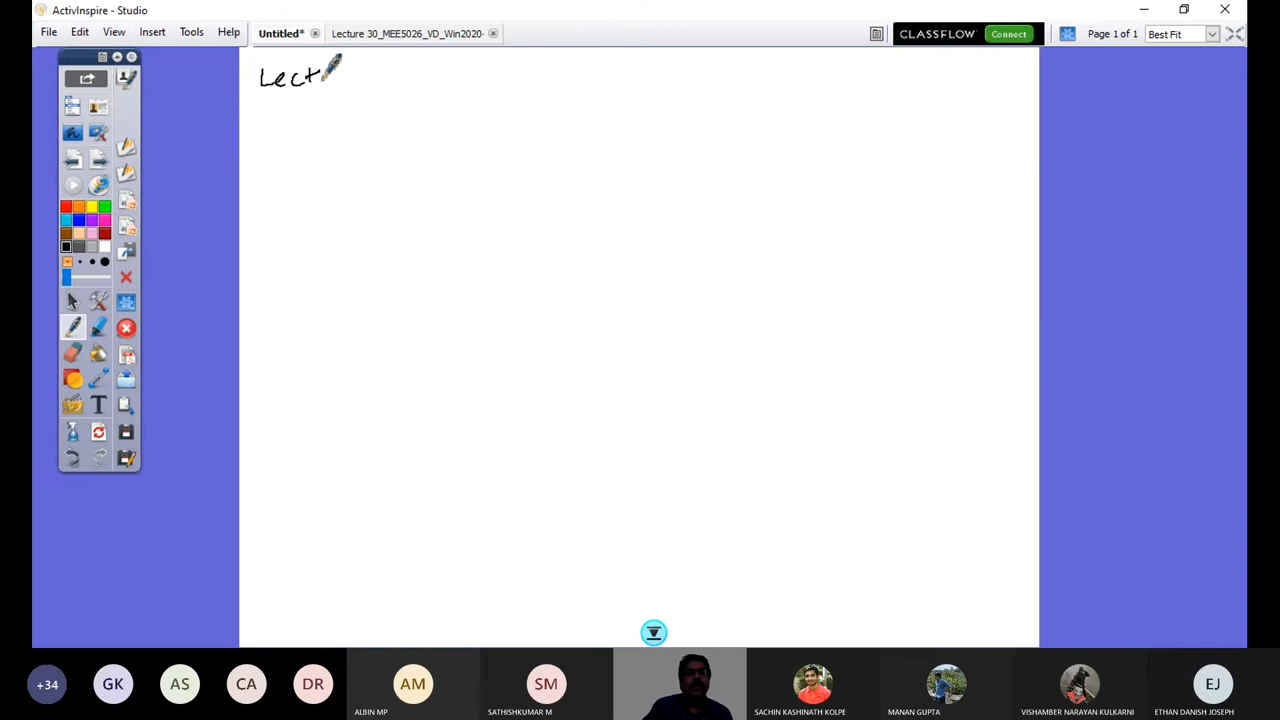 ActivInspire - Studio
File Edit View Insert Tools Help
Untitled* Lecture 30_MEE5026_VD_Win2020-
CLASSFLOW Connect
Page 1 of 1 Best Fit
Lect
T
+34 GK AS CA DR AM SM EJ
ALBIN MP SATHISHKUMAR M SACHIN KASHINATH KOLPE MANAN GUPTA VISHAMBER NARAYAN KULKARNI ETHAN DANISH JOSEPH